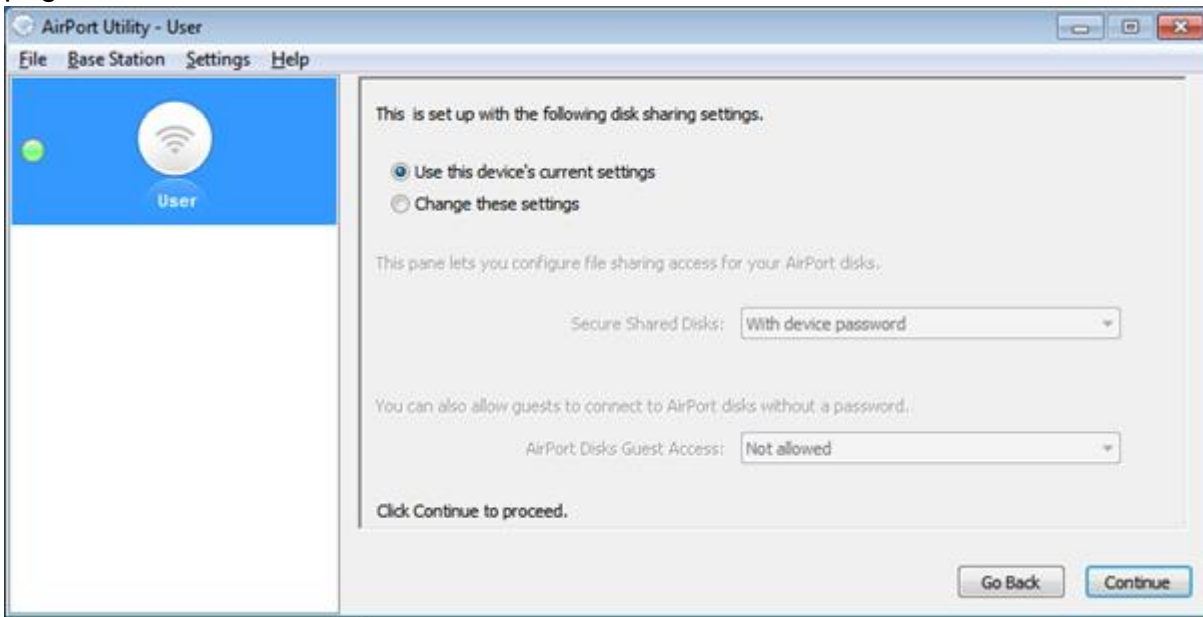 AirPort Utility - User
File Base Station Settings Help
User
This is set up with the following disk sharing settings.
Use this device's current settings
Change these settings
This pane lets you configure file sharing access for your AirPort disks.
Secure Shared Disks: With device password
You can also allow guests to connect to AirPort disks without a password.
AirPort Disks Guest Access: Not allowed
Click Continue to proceed.
Go Back Continue